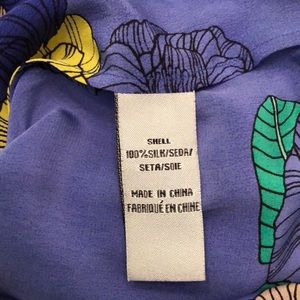 SHELL
100%SILK/SEDA/
SETA/SOIE
MADE IN CHINA
FABRIQUÉ EN CHINE